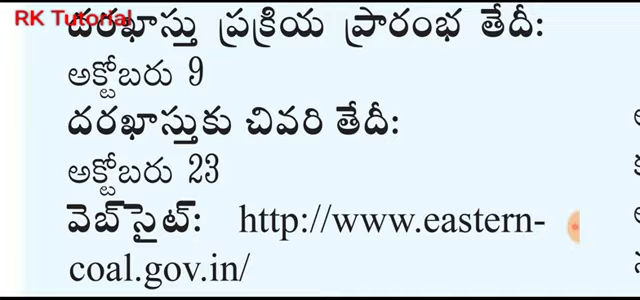 RK Tutorial
దరఖాస్తు ప్రక్రియ ప్రారంభ తేదీ:
అక్టోబరు 9
దరఖాస్తుకు చివరి తేదీ:
అక్టోబరు 23
వెబ్‌సైట్: http://www.eastern-
coal.gov.in/